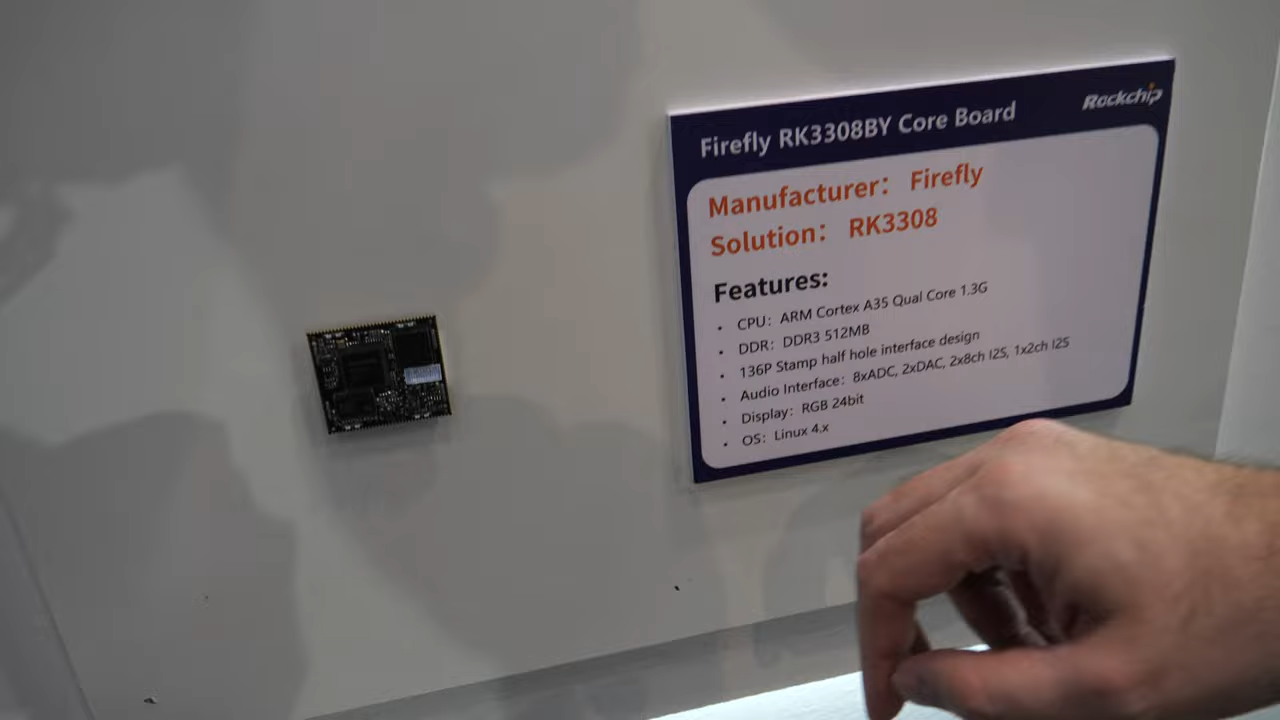 Rockchip
Firefly RK3308BY Core Board
Manufacturer： Firefly
Solution： RK3308
Features:
• CPU： ARM Cortex A35 Qual Core 1.3G
• DDR： DDR3 512MB
• 136P Stamp half hole interface design
• Audio Interface：8xADC, 2xDAC, 2x8ch I2S, 1x2ch I2S
• Display：RGB 24bit
• OS：Linux 4.x